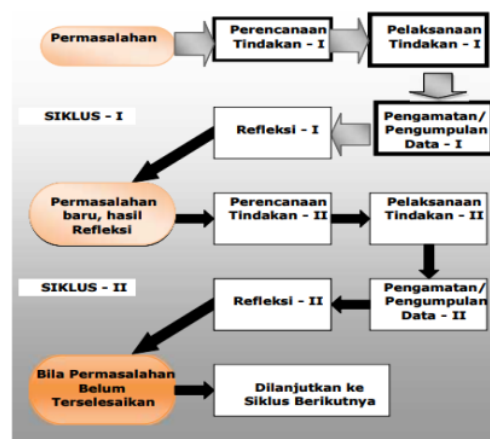 Permasalahan
Perencanaan
Tindakan - I
Pelaksanaan
Tindakan - I
SIKLUS - I
Refleksi - I
Pengamatan/
Pengumpulan
Data - I
Permasalahan
baru, hasil
Refleksi
Perencanaan
Tindakan - II
Pelaksanaan
Tindakan - II
SIKLUS - II
Refleksi - II
Pengamatan/
Pengumpulan
Data - II
Bila Permasalahan
Belum
Terselesaikan
Dilanjutkan ke
Siklus Berikutnya